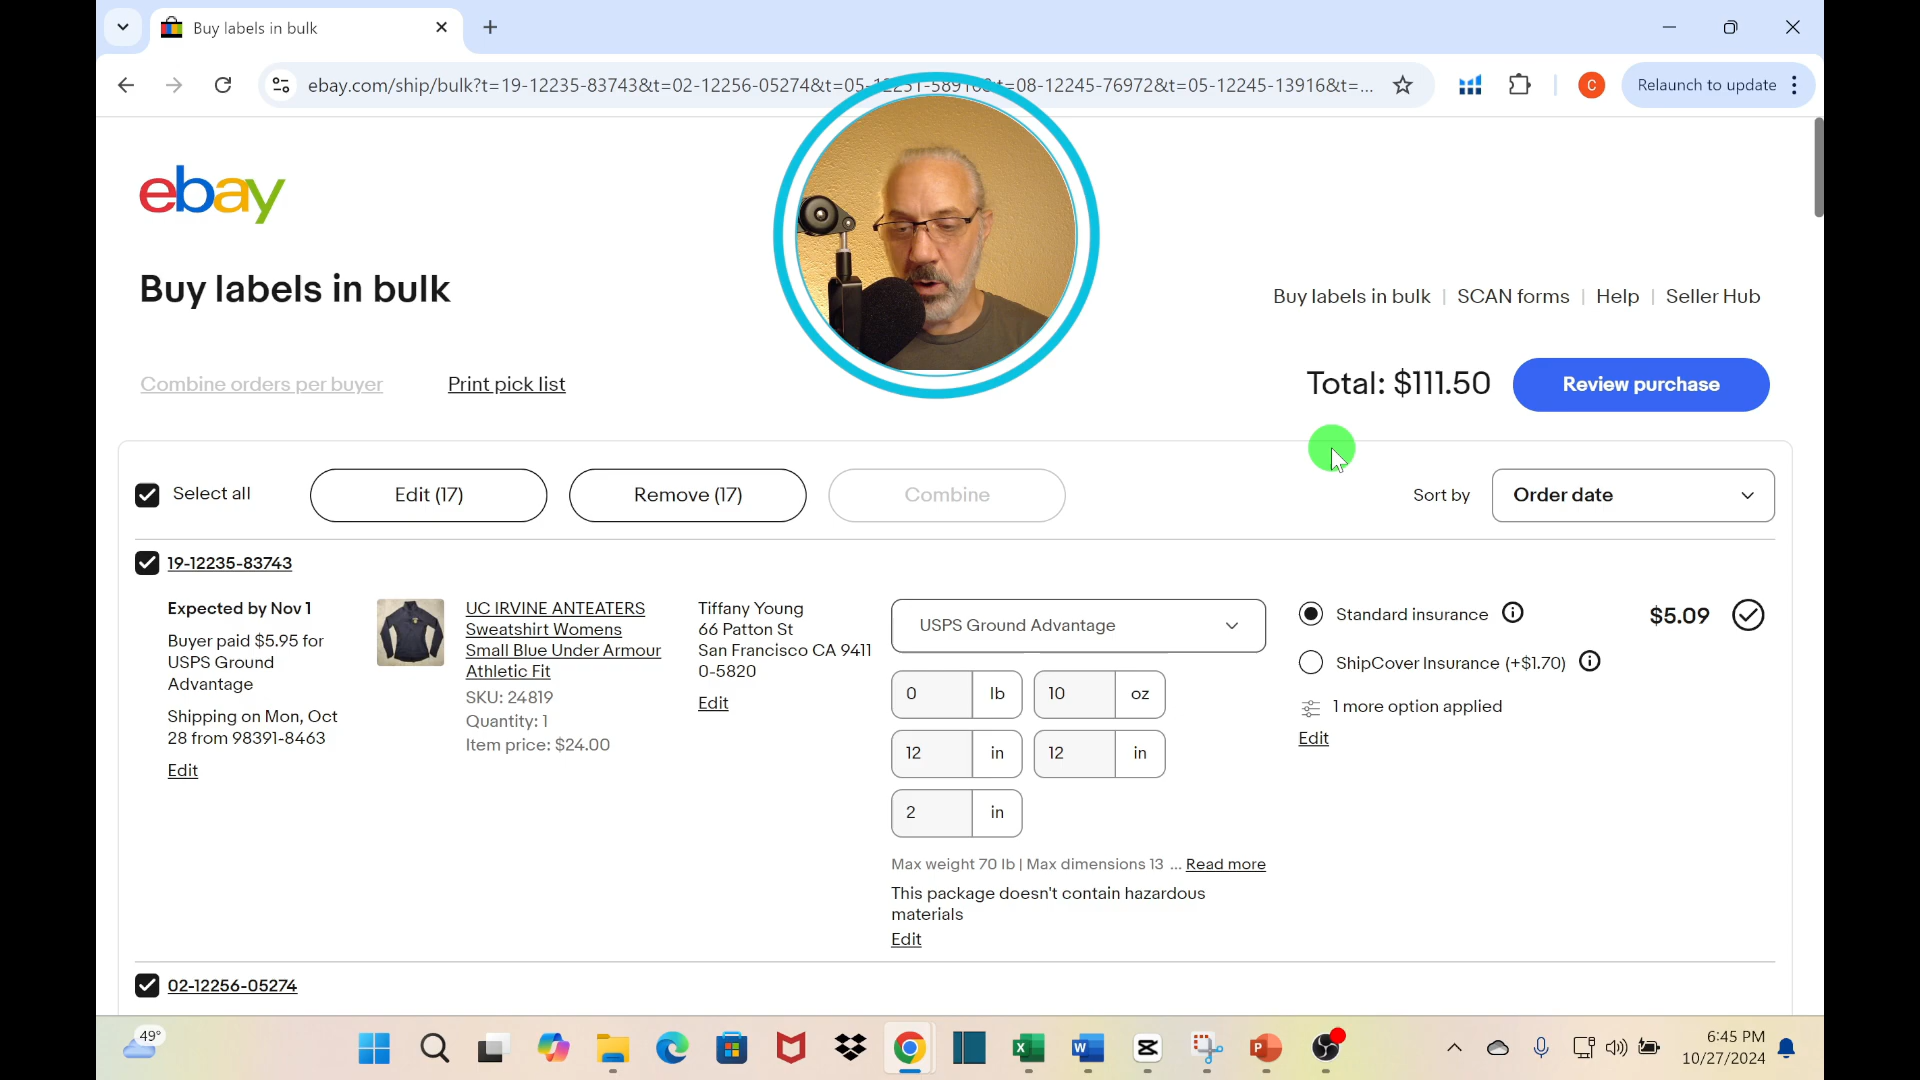 Buy labels in bulk
ebay.com/ship/bulk?t=19-12235-83743&t=02-12256-05274&t=05-12251-58916&t=08-12245-76972&t=05-12245-13916&t=...
C
Relaunch to update
ebay
Buy labels in bulk
Buy labels in bulk | SCAN forms | Help | Seller Hub
Combine orders per buyer
Print pick list
Total: $111.50
Review purchase
Select all
Edit (17)
Remove (17)
Combine
Sort by
Order date
19-12235-83743
Expected by Nov 1
Buyer paid $5.95 for
USPS Ground
Advantage
Shipping on Mon, Oct
28 from 98391-8463
Edit
UC IRVINE ANTEATERS
Sweatshirt Womens
Small Blue Under Armour
Athletic Fit
SKU: 24819
Quantity: 1
Item price: $24.00
Tiffany Young
66 Patton St
San Francisco CA 9411
0-5820
Edit
USPS Ground Advantage
0 lb 10 oz
12 in 12 in
2 in
Max weight 70 lb | Max dimensions 13 ... Read more
This package doesn't contain hazardous
materials
Edit
Standard insurance
ShipCover Insurance (+$1.70)
1 more option applied
Edit
$5.09
02-12256-05274
49°
6:45 PM
10/27/2024